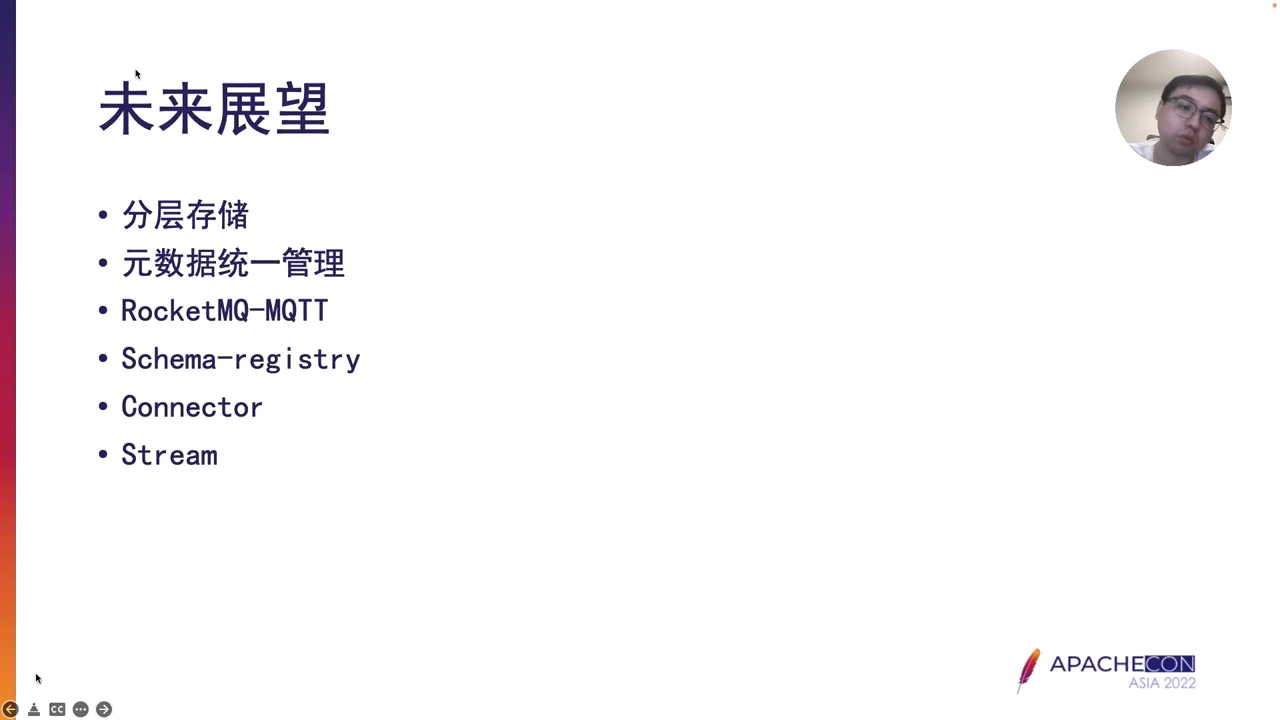 未来展望
• 分层存储
• 元数据统一管理
• RocketMQ-MQTT
• Schema-registry
• Connector
• Stream
APACHECON
ASIA 2022
CC